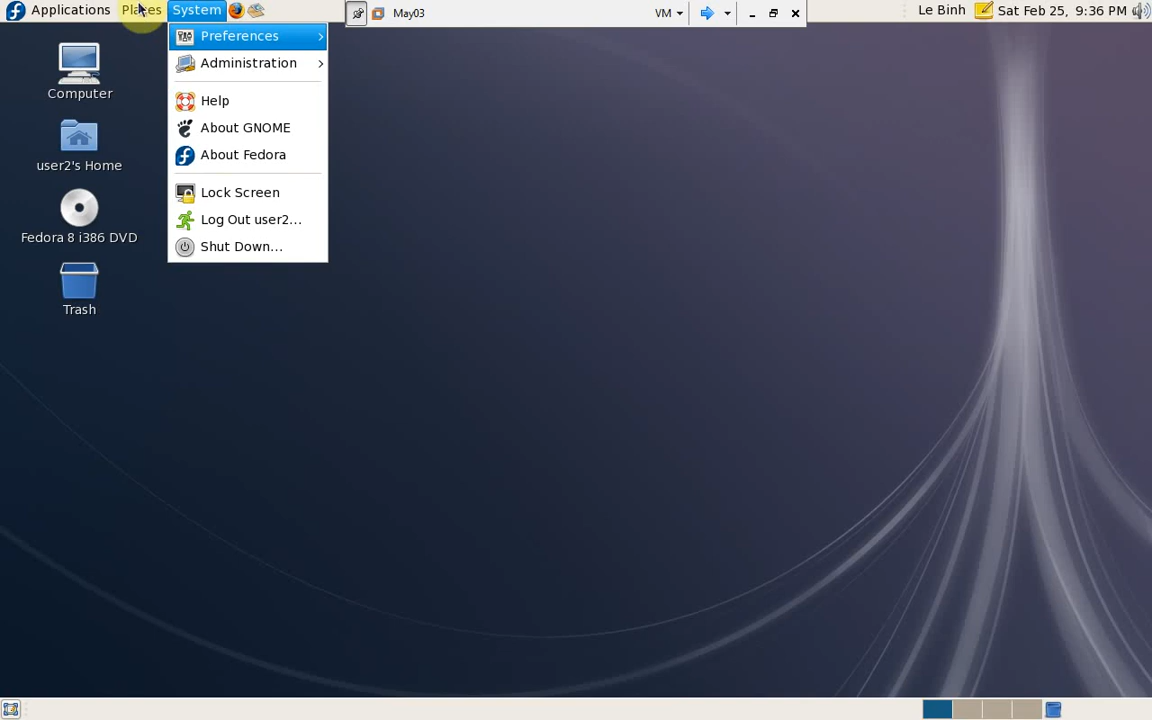 Applications Places System May03 VM Le Binh Sat Feb 25, 9:36 PM
Preferences
Administration
Help
About GNOME
About Fedora
Lock Screen
Log Out user2...
Shut Down...
Computer
user2's Home
Fedora 8 i386 DVD
Trash